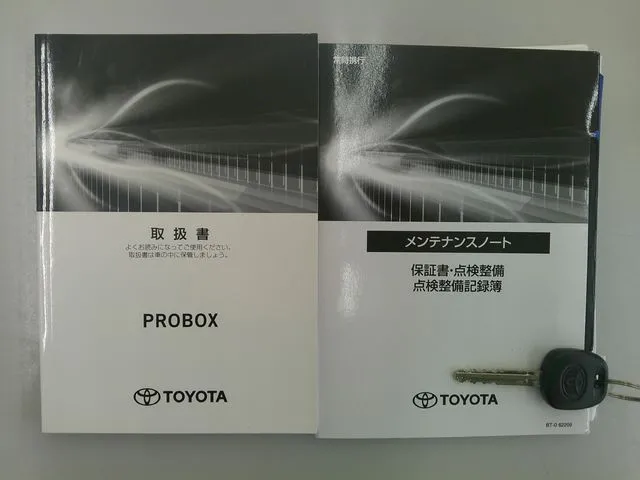 取扱書
よくお読みになってご使用ください。
取扱書は車の中に保管しましょう。
PROBOX
TOYOTA
常時携行
メンテナンスノート
保証書・点検整備
点検整備記録簿
TOYOTA